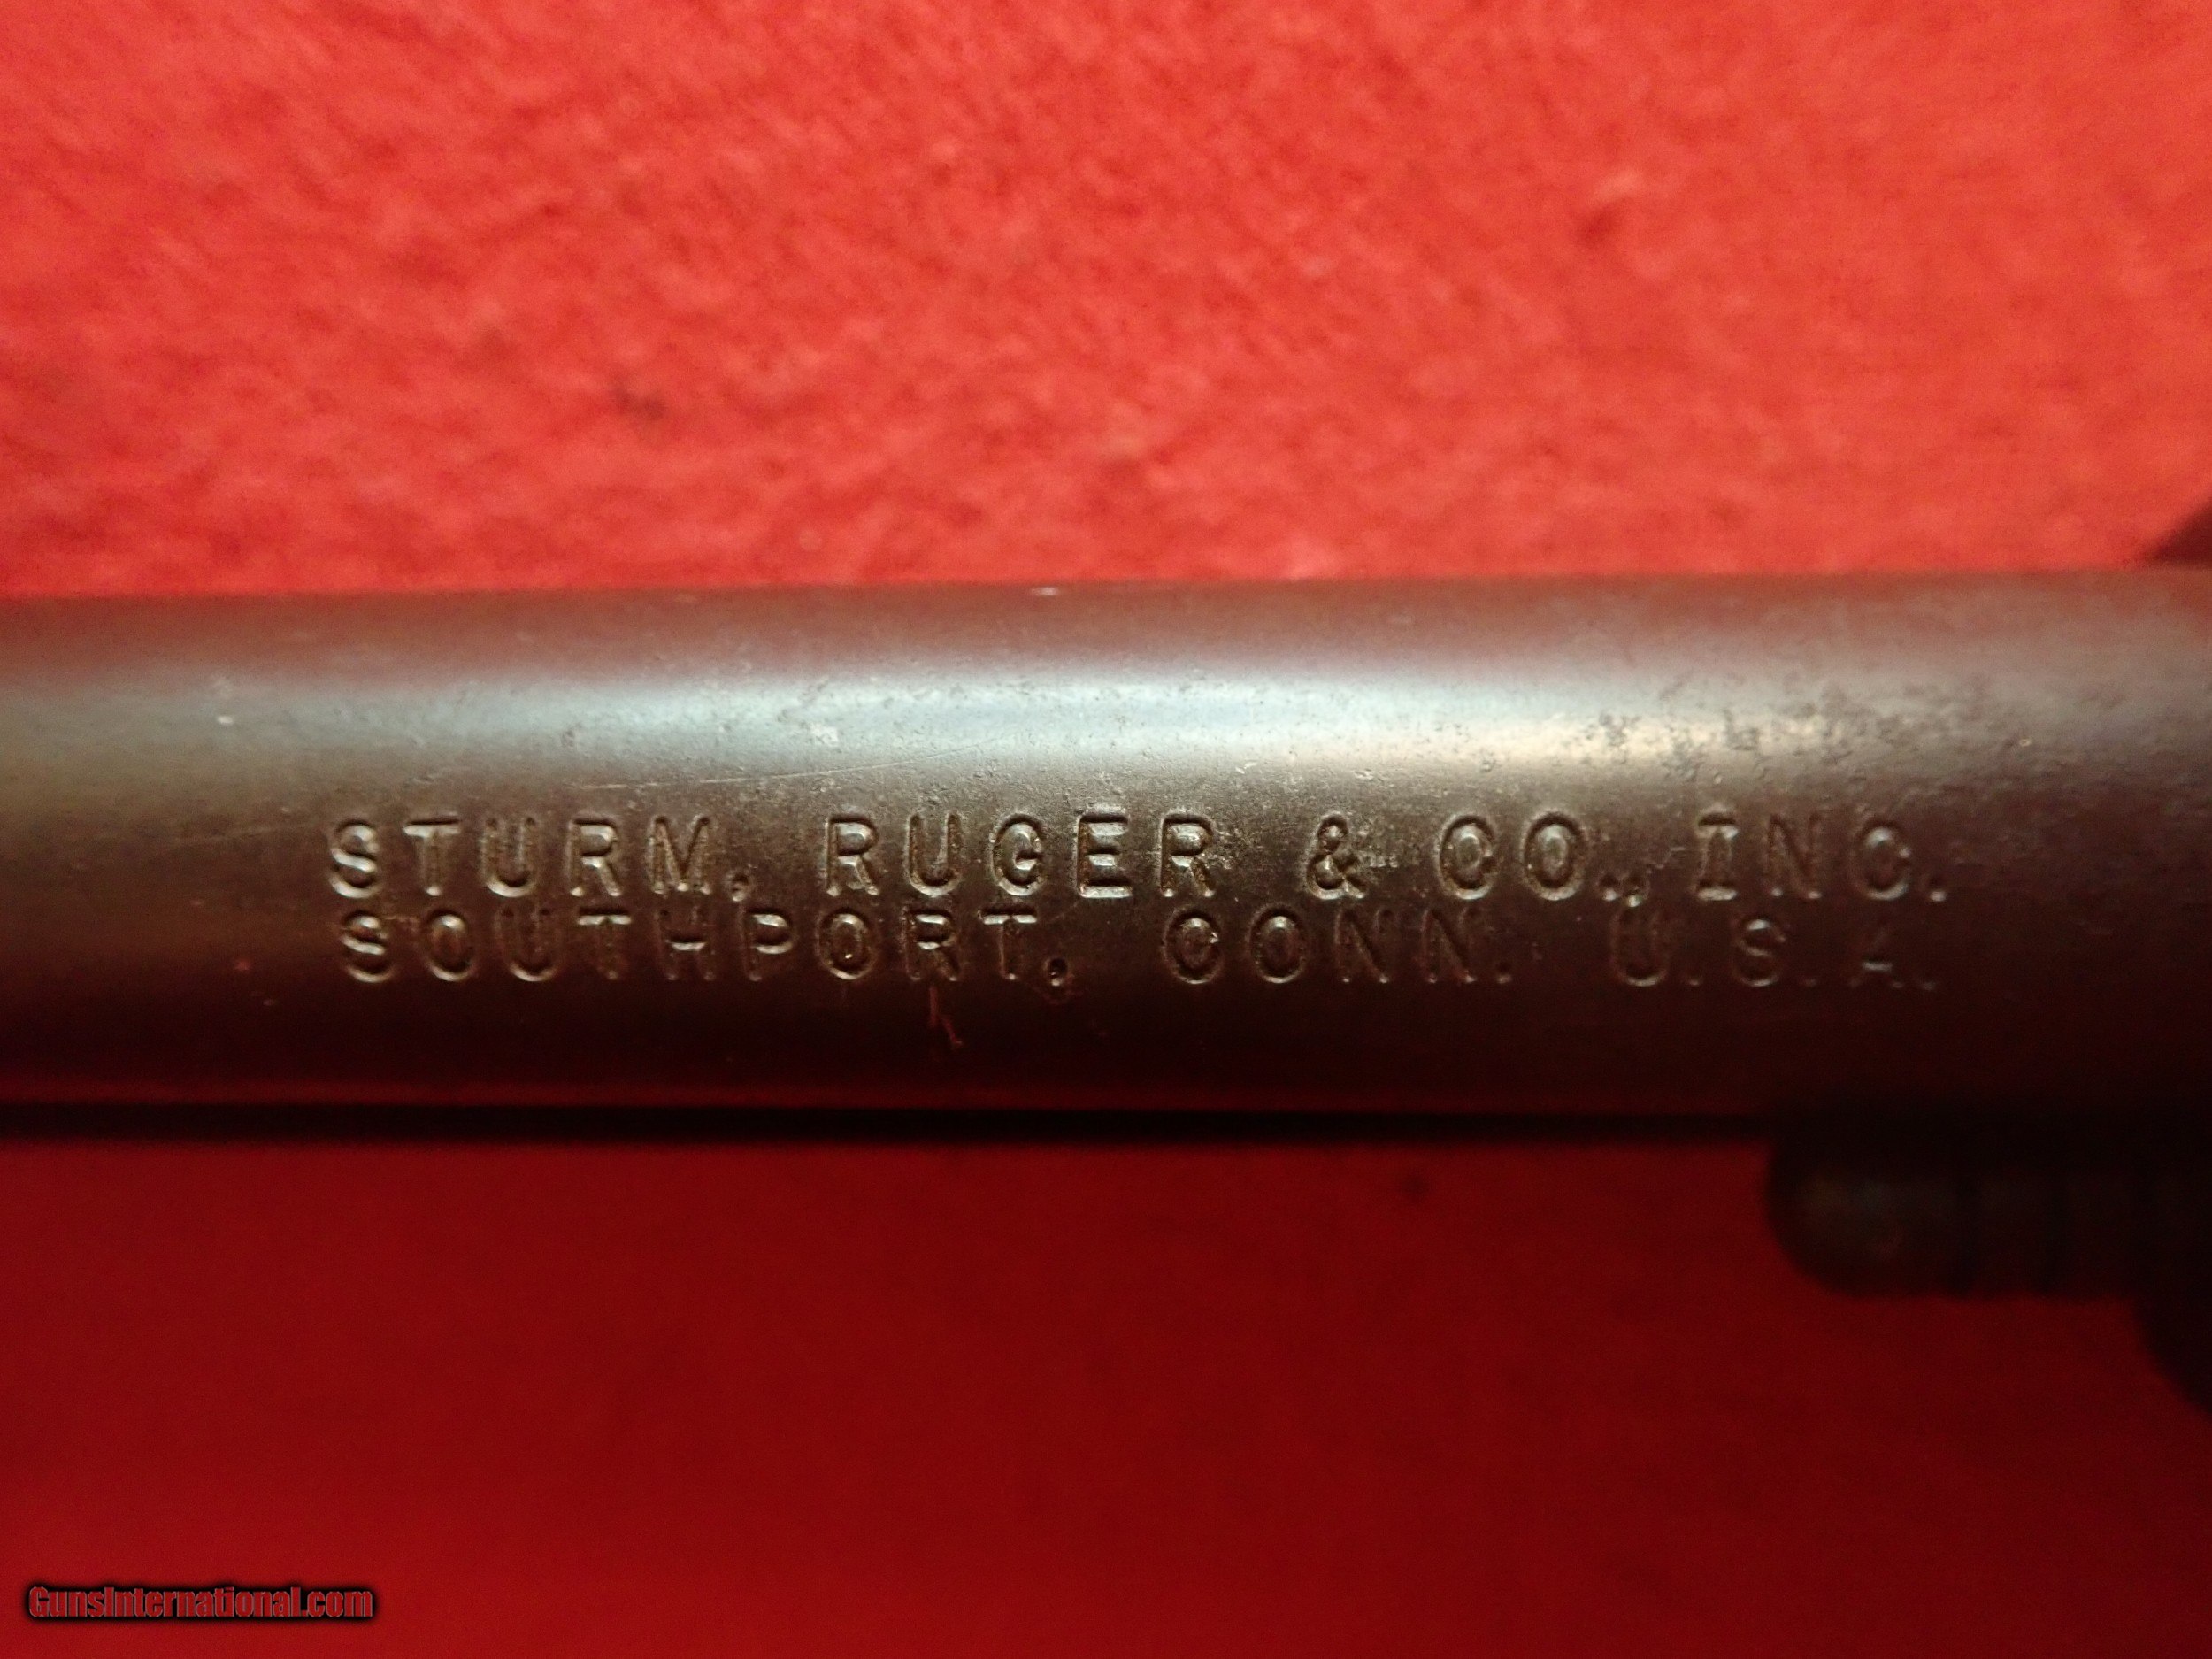 STURM, RUGER & CO., INC.
SOUTHPORT, CONN. U.S.A.
GunsInternational.com